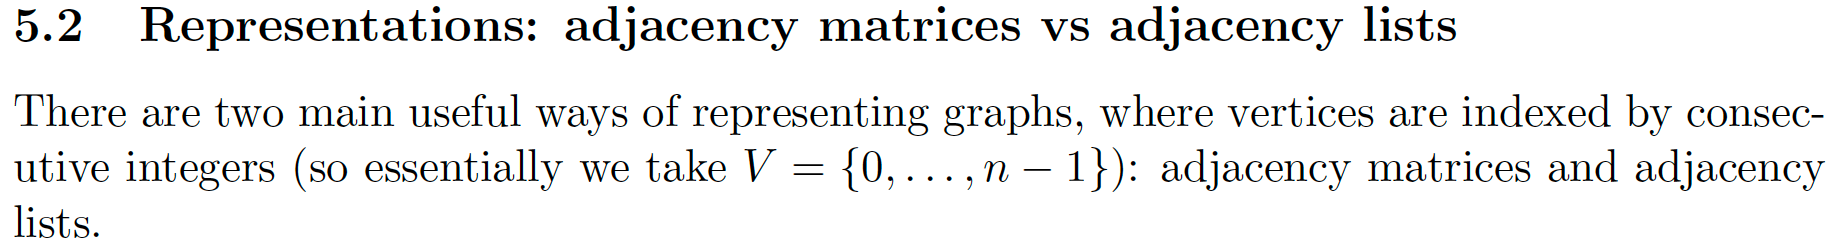 5.2 Representations: adjacency matrices vs adjacency lists
There are two main useful ways of representing graphs, where vertices are indexed by consec-
utive integers (so essentially we take V = {0, . . . , n − 1}): adjacency matrices and adjacency
lists.